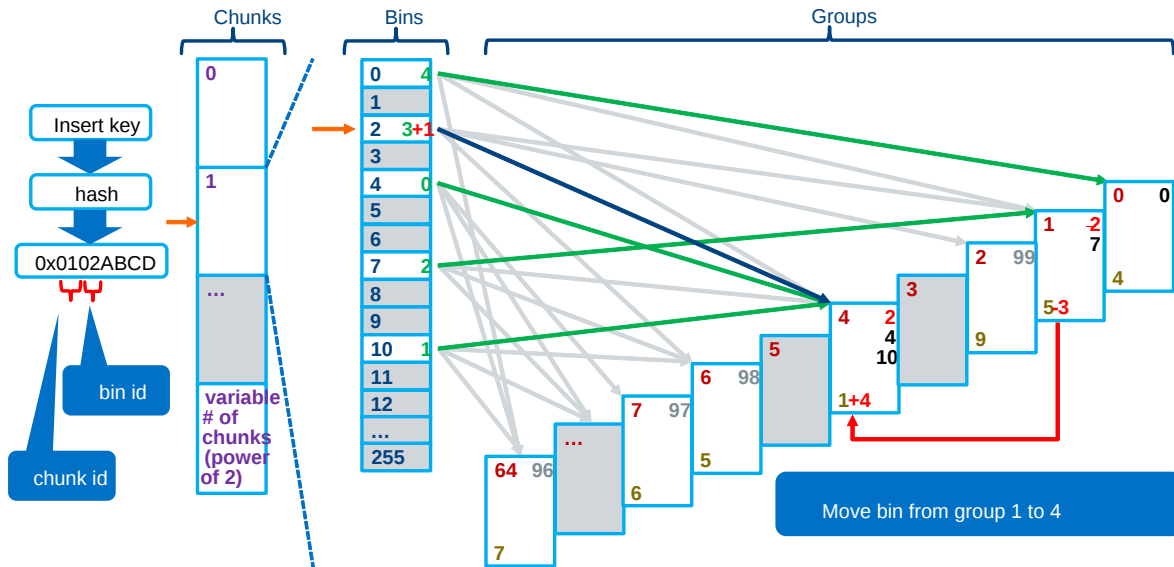 Chunks
Bins
Groups
Insert key
hash
0x0102ABCD
bin id
chunk id
0
1
...
variable
# of
chunks
(power
of 2)
0 4
1
2 3+1
3
4 0
5
6
7 2
8
9
10 1
11
12
...
255
0 0
4
1 2
7
5-3
2 99
9
3
4 2
4
10
1+4
5
6 98
5
7 97
6
...
64 96
7
Move bin from group 1 to 4